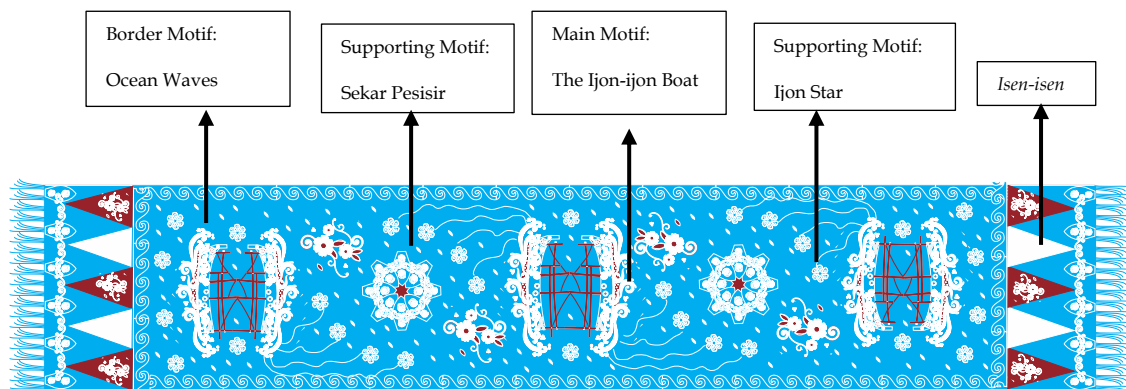 Border Motif:
Ocean Waves
Supporting Motif:
Sekar Pesisir
Main Motif:
The Ijon-ijon Boat
Supporting Motif:
Ijon Star
Isen-isen